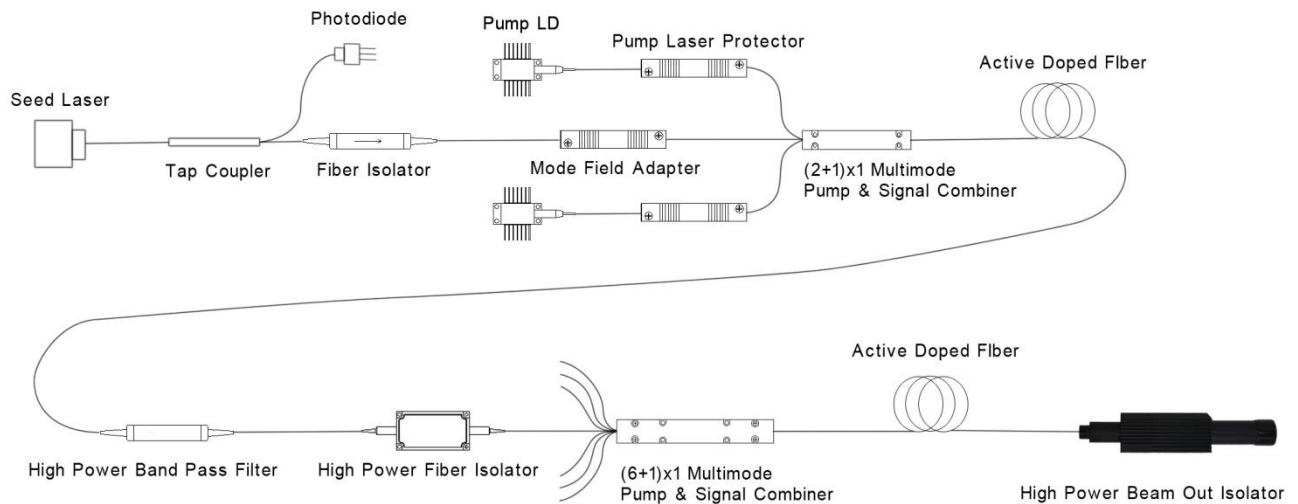 Photodiode
Pump LD
Pump Laser Protector
Active Doped FIber
Seed Laser
Tap Coupler
Fiber Isolator
Mode Field Adapter
(2+1)x1 Multimode
Pump & Signal Combiner
Active Doped FIber
High Power Band Pass Filter
High Power Fiber Isolator
(6+1)x1 Multimode
Pump & Signal Combiner
High Power Beam Out Isolator